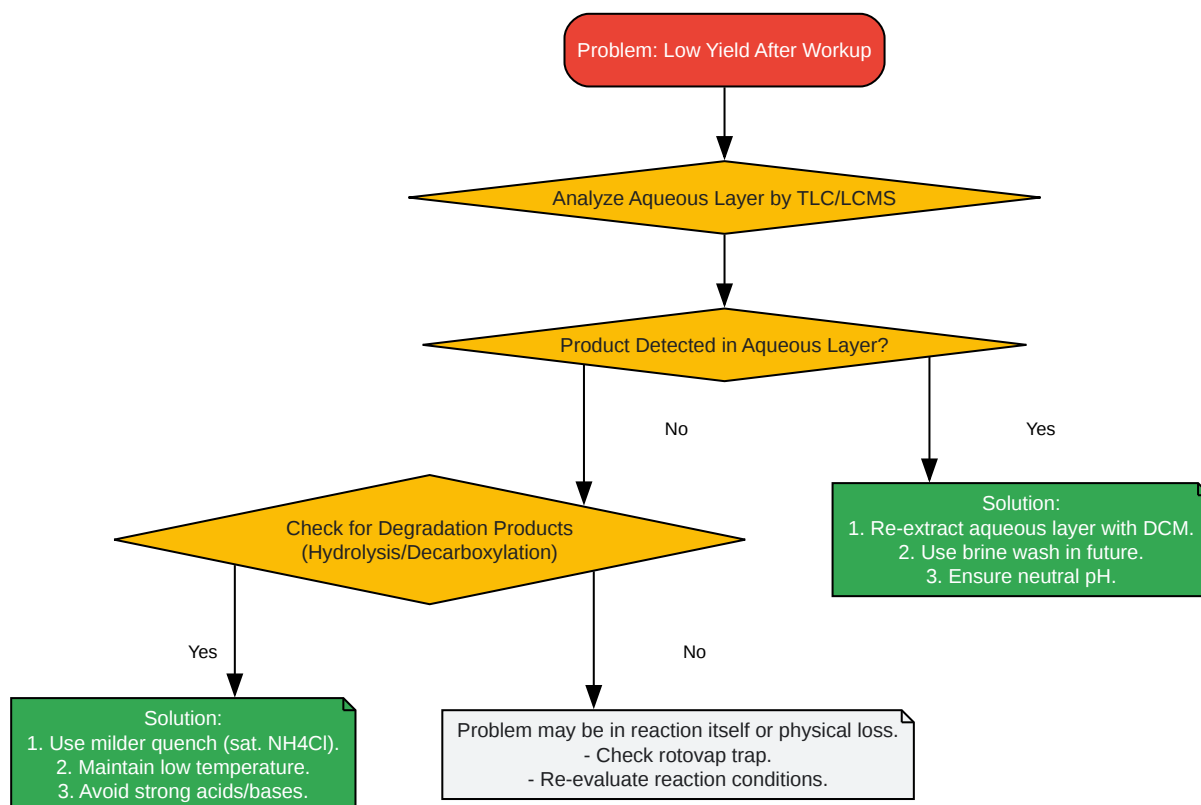 Problem: Low Yield After Workup
Analyze Aqueous Layer by TLC/LCMS
Product Detected in Aqueous Layer?
No
Yes
Check for Degradation Products
(Hydrolysis/Decarboxylation)
Solution:
1. Re-extract aqueous layer with DCM.
2. Use brine wash in future.
3. Ensure neutral pH.
Yes
No
Solution:
1. Use milder quench (sat. NH4Cl).
2. Maintain low temperature.
3. Avoid strong acids/bases.
Problem may be in reaction itself or physical loss.
- Check rotovap trap.
- Re-evaluate reaction conditions.